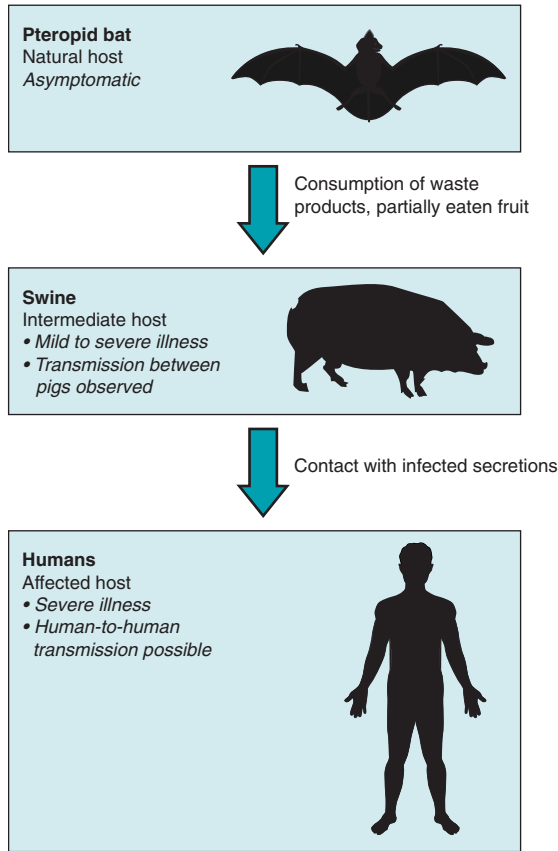 Pteropid bat
Natural host
Asymptomatic
Consumption of waste
products, partially eaten fruit
Swine
Intermediate host
• Mild to severe illness
• Transmission between
pigs observed
Contact with infected secretions
Humans
Affected host
• Severe illness
• Human-to-human
transmission possible